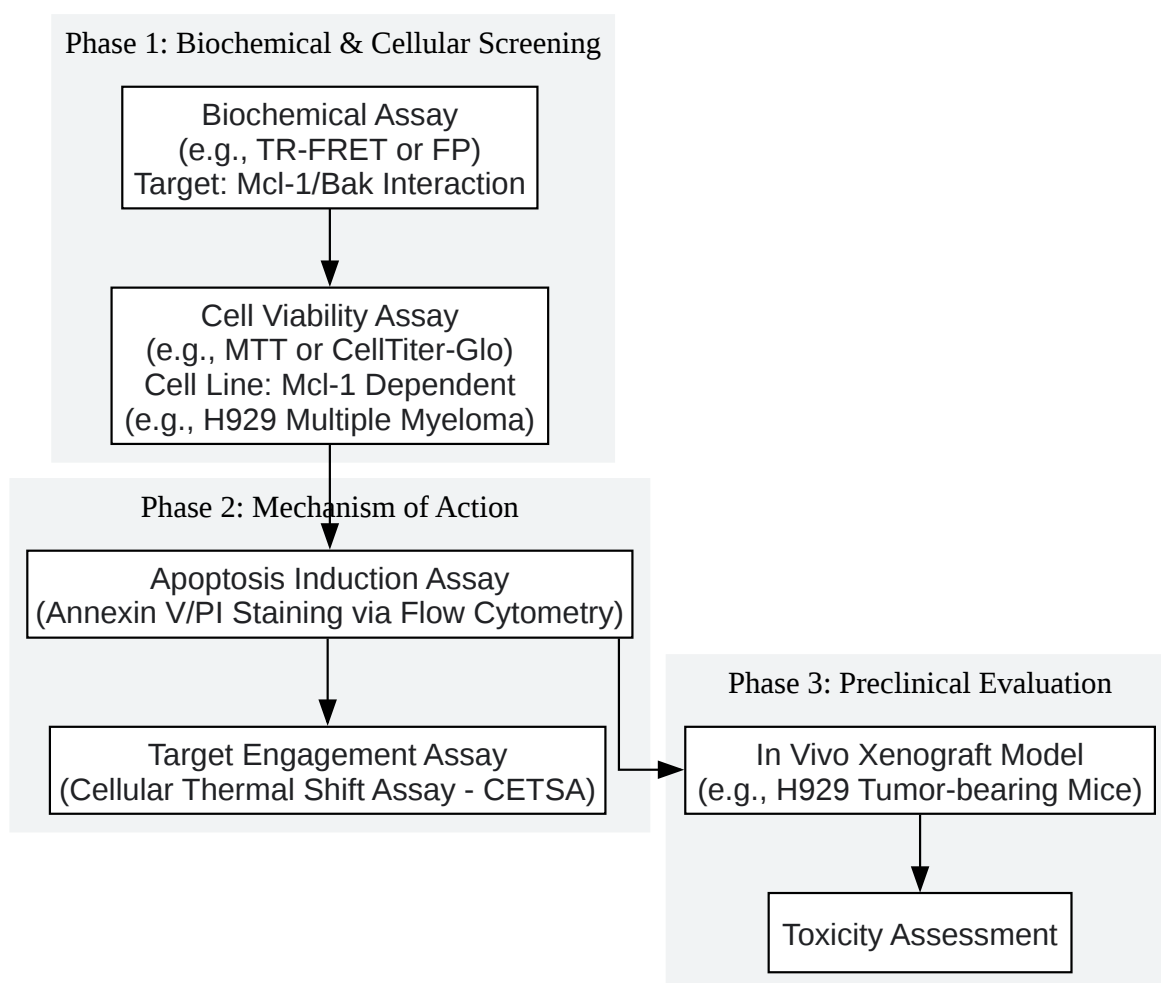 Phase 1: Biochemical & Cellular Screening
Biochemical Assay
(e.g., TR-FRET or FP)
Target: Mcl-1/Bak Interaction
Cell Viability Assay
(e.g., MTT or CellTiter-Glo)
Cell Line: Mcl-1 Dependent
(e.g., H929 Multiple Myeloma)
Phase 2: Mechanism of Action
Apoptosis Induction Assay
(Annexin V/PI Staining via Flow Cytometry)
Target Engagement Assay
(Cellular Thermal Shift Assay - CETSA)
Phase 3: Preclinical Evaluation
In Vivo Xenograft Model
(e.g., H929 Tumor-bearing Mice)
Toxicity Assessment